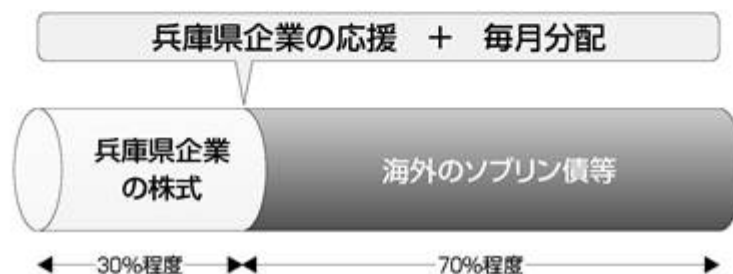 兵庫県企業の応援 ＋ 毎月分配
兵庫県企業
の株式
海外のソブリン債等
30%程度
70%程度